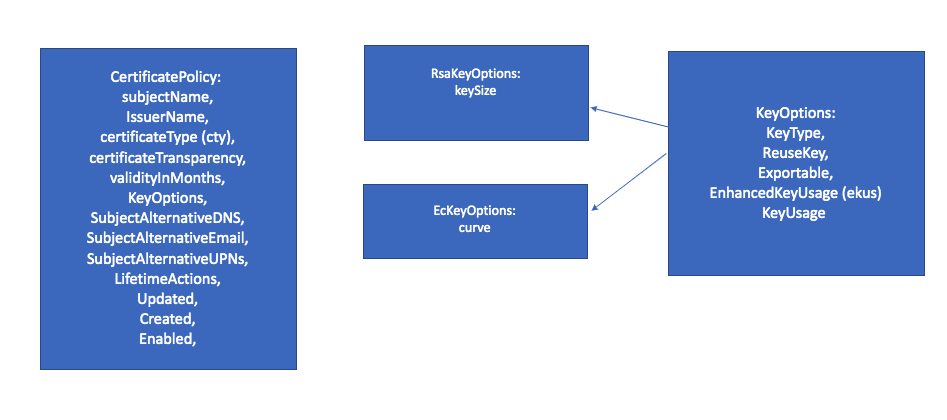 CertificatePolicy:
subjectName,
IssuerName,
certificateType (cty),
certificateTransparency,
validityInMonths,
KeyOptions,
SubjectAlternativeDNS,
SubjectAlternativeEmail,
SubjectAlternativeUPNs,
LifetimeActions,
Updated,
Created,
Enabled,
RsaKeyOptions:
keySize
EcKeyOptions:
curve
KeyOptions:
KeyType,
ReuseKey,
Exportable,
EnhancedKeyUsage (ekus)
KeyUsage